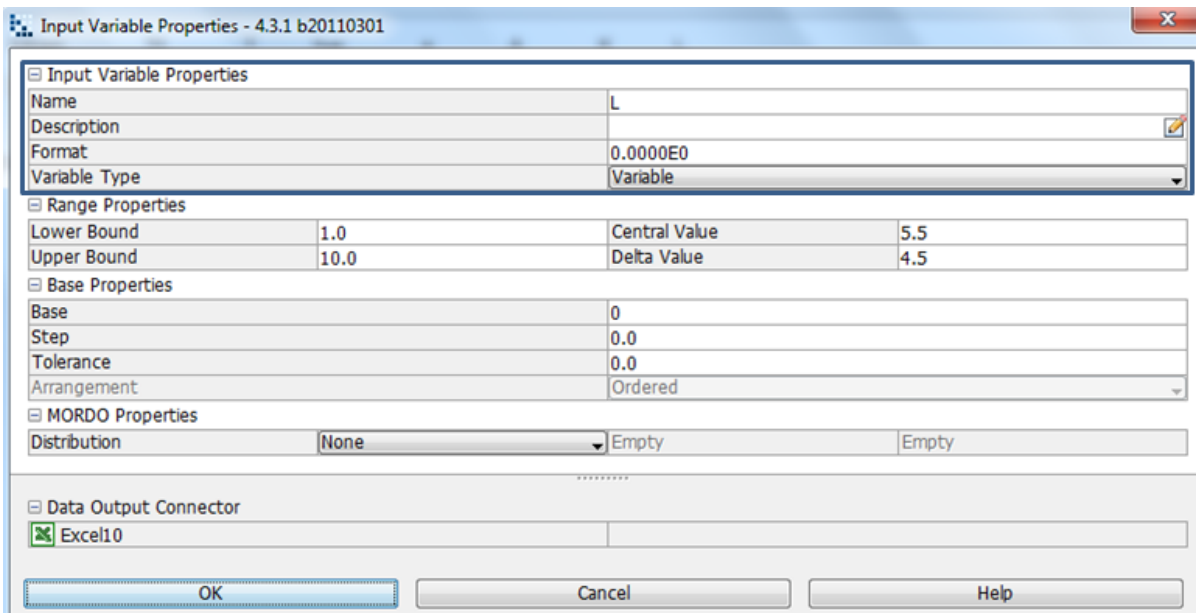 Input Variable Properties - 4.3.1 b20110301
Input Variable Properties
Name L
Description
Format 0.0000E0
Variable Type Variable
Range Properties
Lower Bound 1.0 Central Value 5.5
Upper Bound 10.0 Delta Value 4.5
Base Properties
Base 0
Step 0.0
Tolerance 0.0
Arrangement Ordered
MORDO Properties
Distribution None Empty Empty
Data Output Connector
Excel10
OK Cancel Help